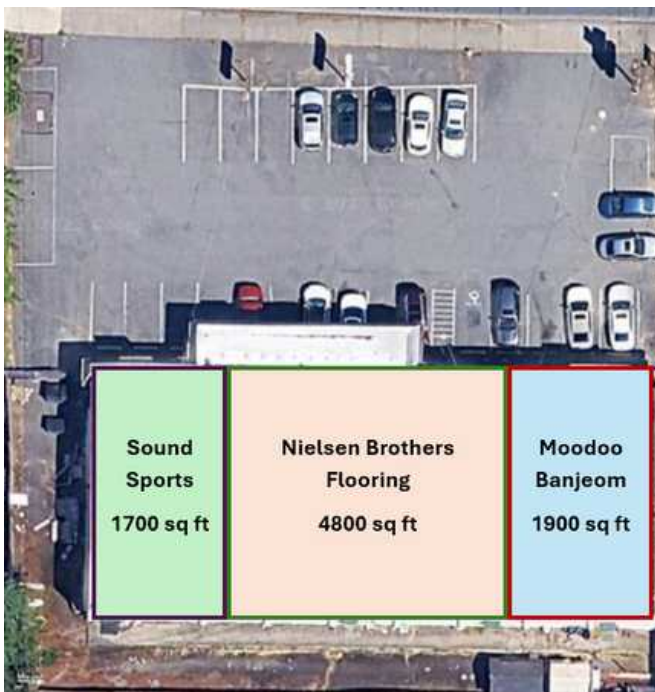 Sound
Sports
1700 sq ft
Nielsen Brothers
Flooring
4800 sq ft
Moodoo
Banjeom
1900 sq ft